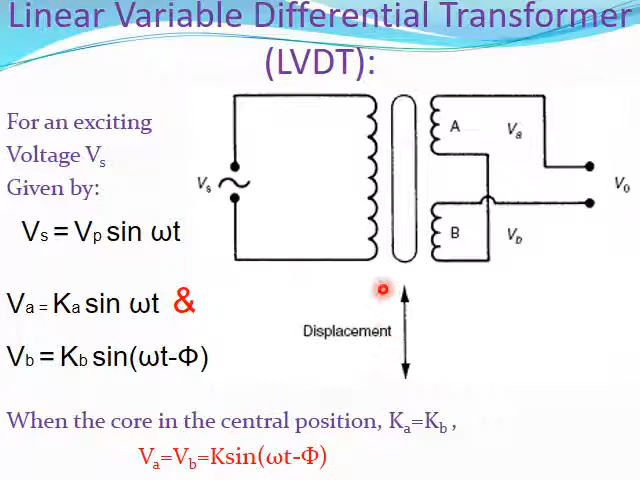 Linear Variable Differential Transformer
(LVDT):
For an exciting
Voltage Vs
Given by:
Vs = Vp sin ωt
Va = Ka sin ωt &
Vb = Kb sin(ωt-Φ)
Vs
A
Va
B
Vb
Vo
Displacement
When the core in the central position, Ka=Kb ,
Va=Vb=Ksin(ωt-Φ)